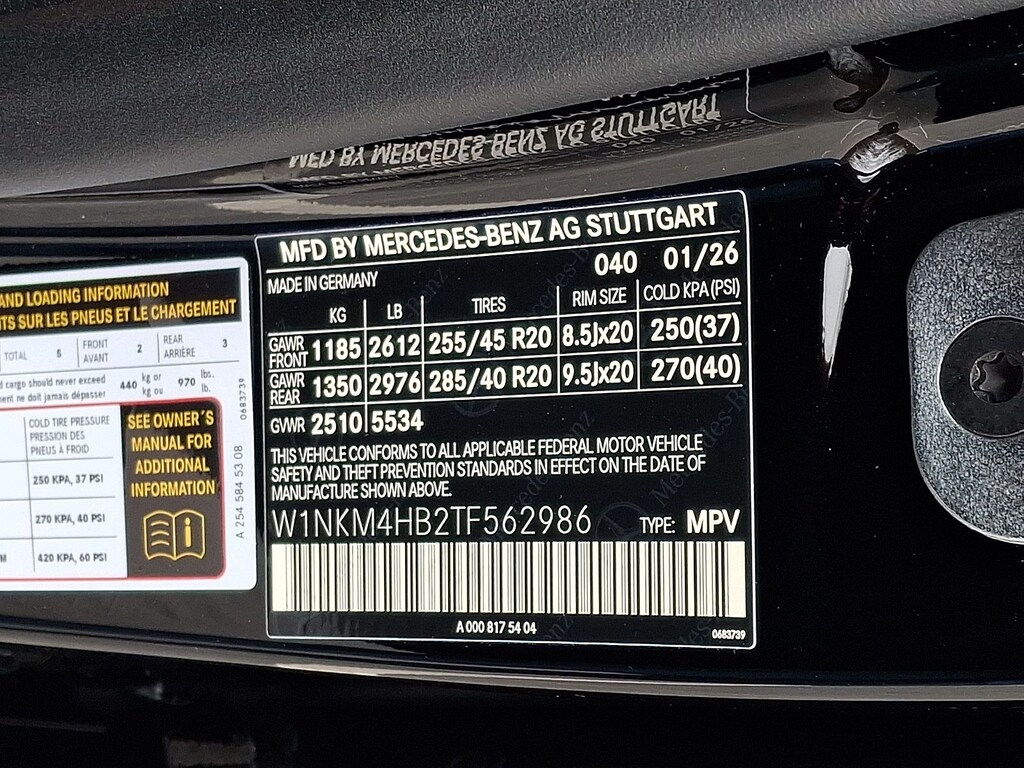 MFD BY MERCEDES-BENZ AG STUTTGART
040 01/26
AND LOADING INFORMATION
TS SUR LES PNEUS ET LE CHARGEMENT
TOTAL 5 FRONT AVANT 2 REAR ARRIÈRE 3
d cargo should never exceed 440 kg or 970 lbs.
ent ne doit jamais dépasser kg ou lb.
COLD TIRE PRESSURE
PRESSION DES
PNEUS À FROID
250 KPA, 37 PSI
270 KPA, 40 PSI
M 420 KPA, 60 PSI
SEE OWNER'S
MANUAL FOR
ADDITIONAL
INFORMATION
A 254 584 53 08 0683739
MFD BY MERCEDES-BENZ AG STUTTGART
040 01/26
MADE IN GERMANY
KG LB TIRES RIM SIZE COLD KPA (PSI)
GAWR FRONT 1185 2612 255/45 R20 8.5Jx20 250(37)
GAWR REAR 1350 2976 285/40 R20 9.5Jx20 270(40)
GVWR 2510 5534
THIS VEHICLE CONFORMS TO ALL APPLICABLE FEDERAL MOTOR VEHICLE
SAFETY AND THEFT PREVENTION STANDARDS IN EFFECT ON THE DATE OF
MANUFACTURE SHOWN ABOVE.
W1NKM4HB2TF562986 TYPE: MPV
A 000 817 54 04
0683739